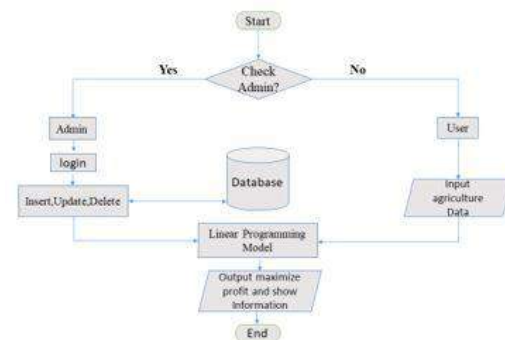 Start
Yes
Check
Admin?
No
Admin
User
login
Database
Input
agriculture
Data
Insert,Update,Delete
Linear Programming
Model
Output maximize
profit and show
Information
End